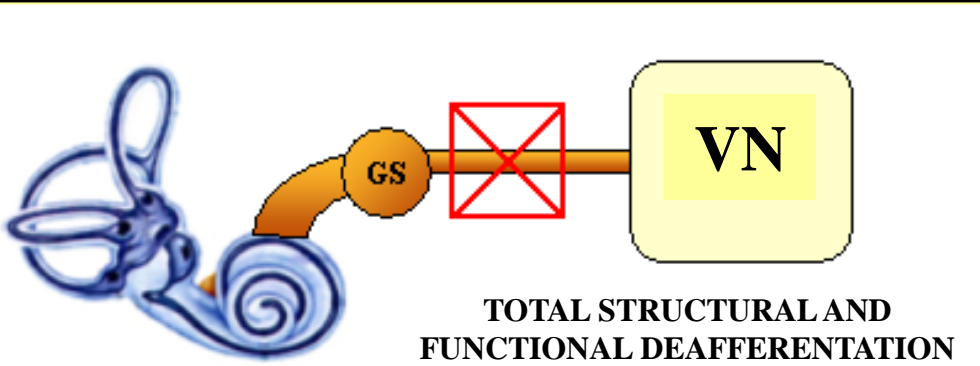 VN
GS
TOTAL STRUCTURAL AND
FUNCTIONAL DEAFFERENTATION